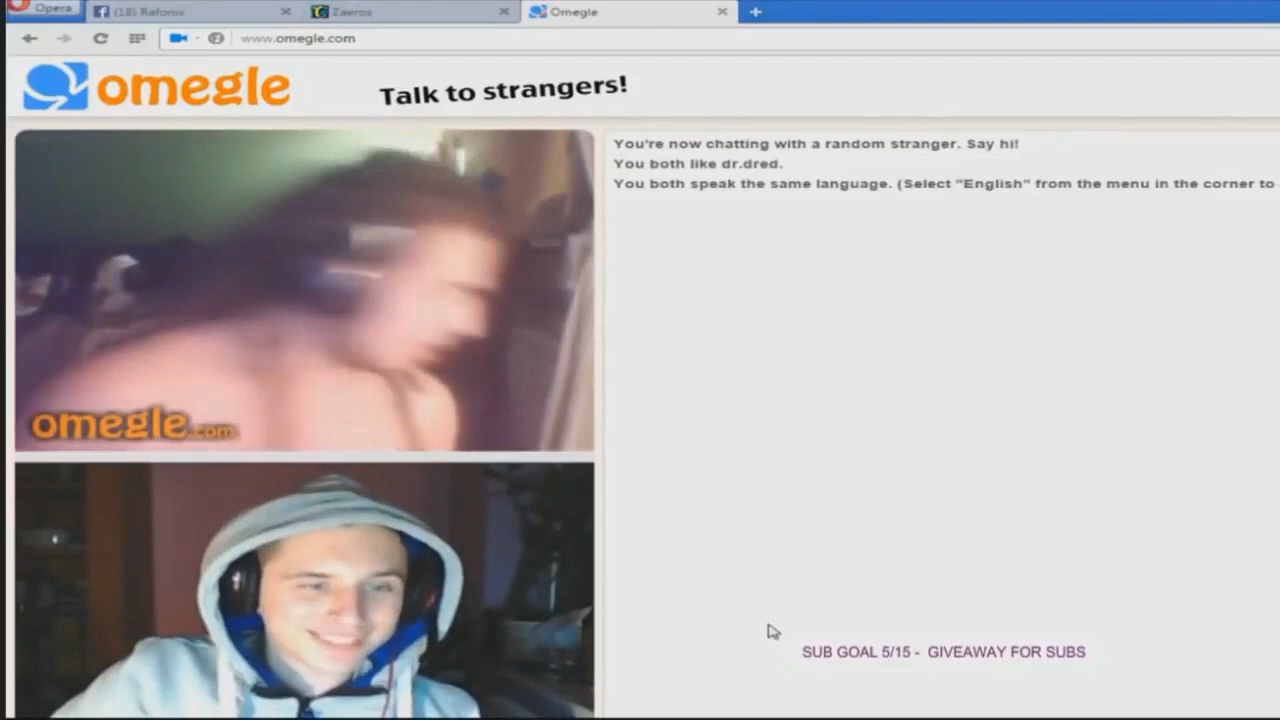 Opera
(18) Rafonix
Zaeros
Omegle
www.omegle.com
omegle
Talk to strangers!
You're now chatting with a random stranger. Say hi!
You both like dr.dred.
You both speak the same language. (Select "English" from the menu in the corner to
omegle.com
SUB GOAL 5/15 - GIVEAWAY FOR SUBS